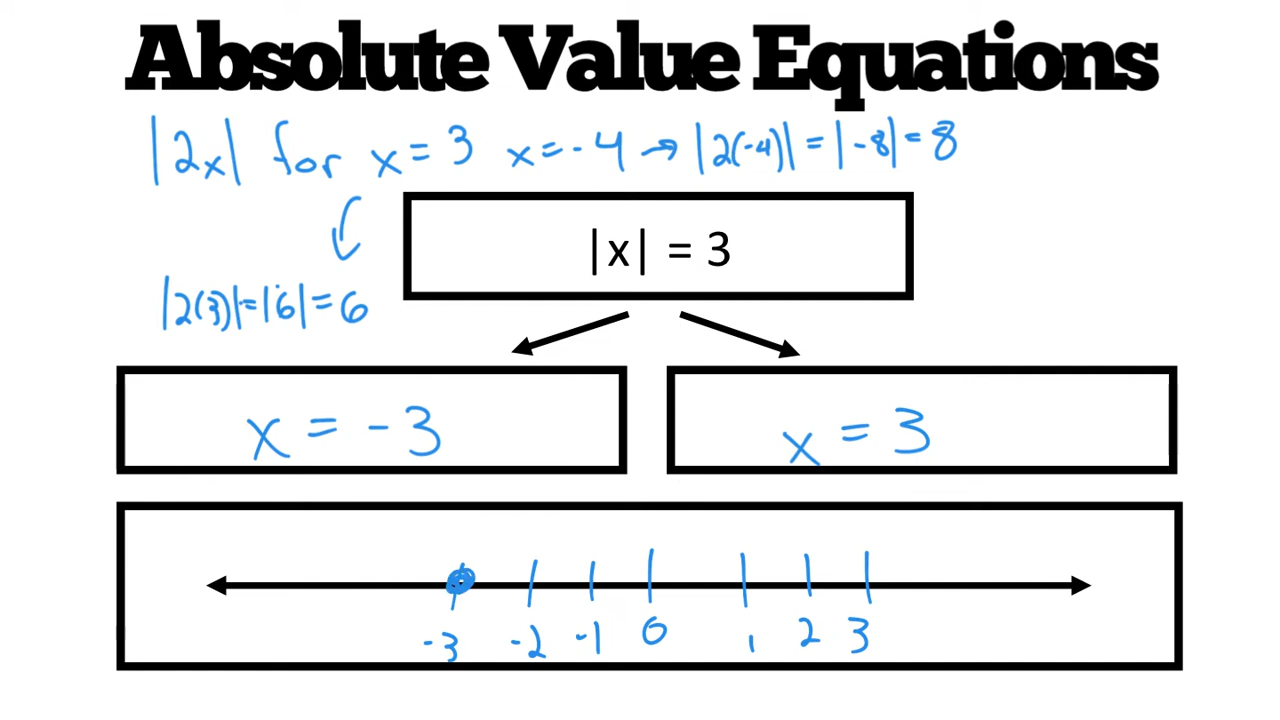 Absolute Value Equations
|2x| for x = 3 x = -4 → |2(-4)| = |-8| = 8
|x| = 3
|2(3)| = |6| = 6
x = -3
x = 3
-3 -2 -1 0 1 2 3